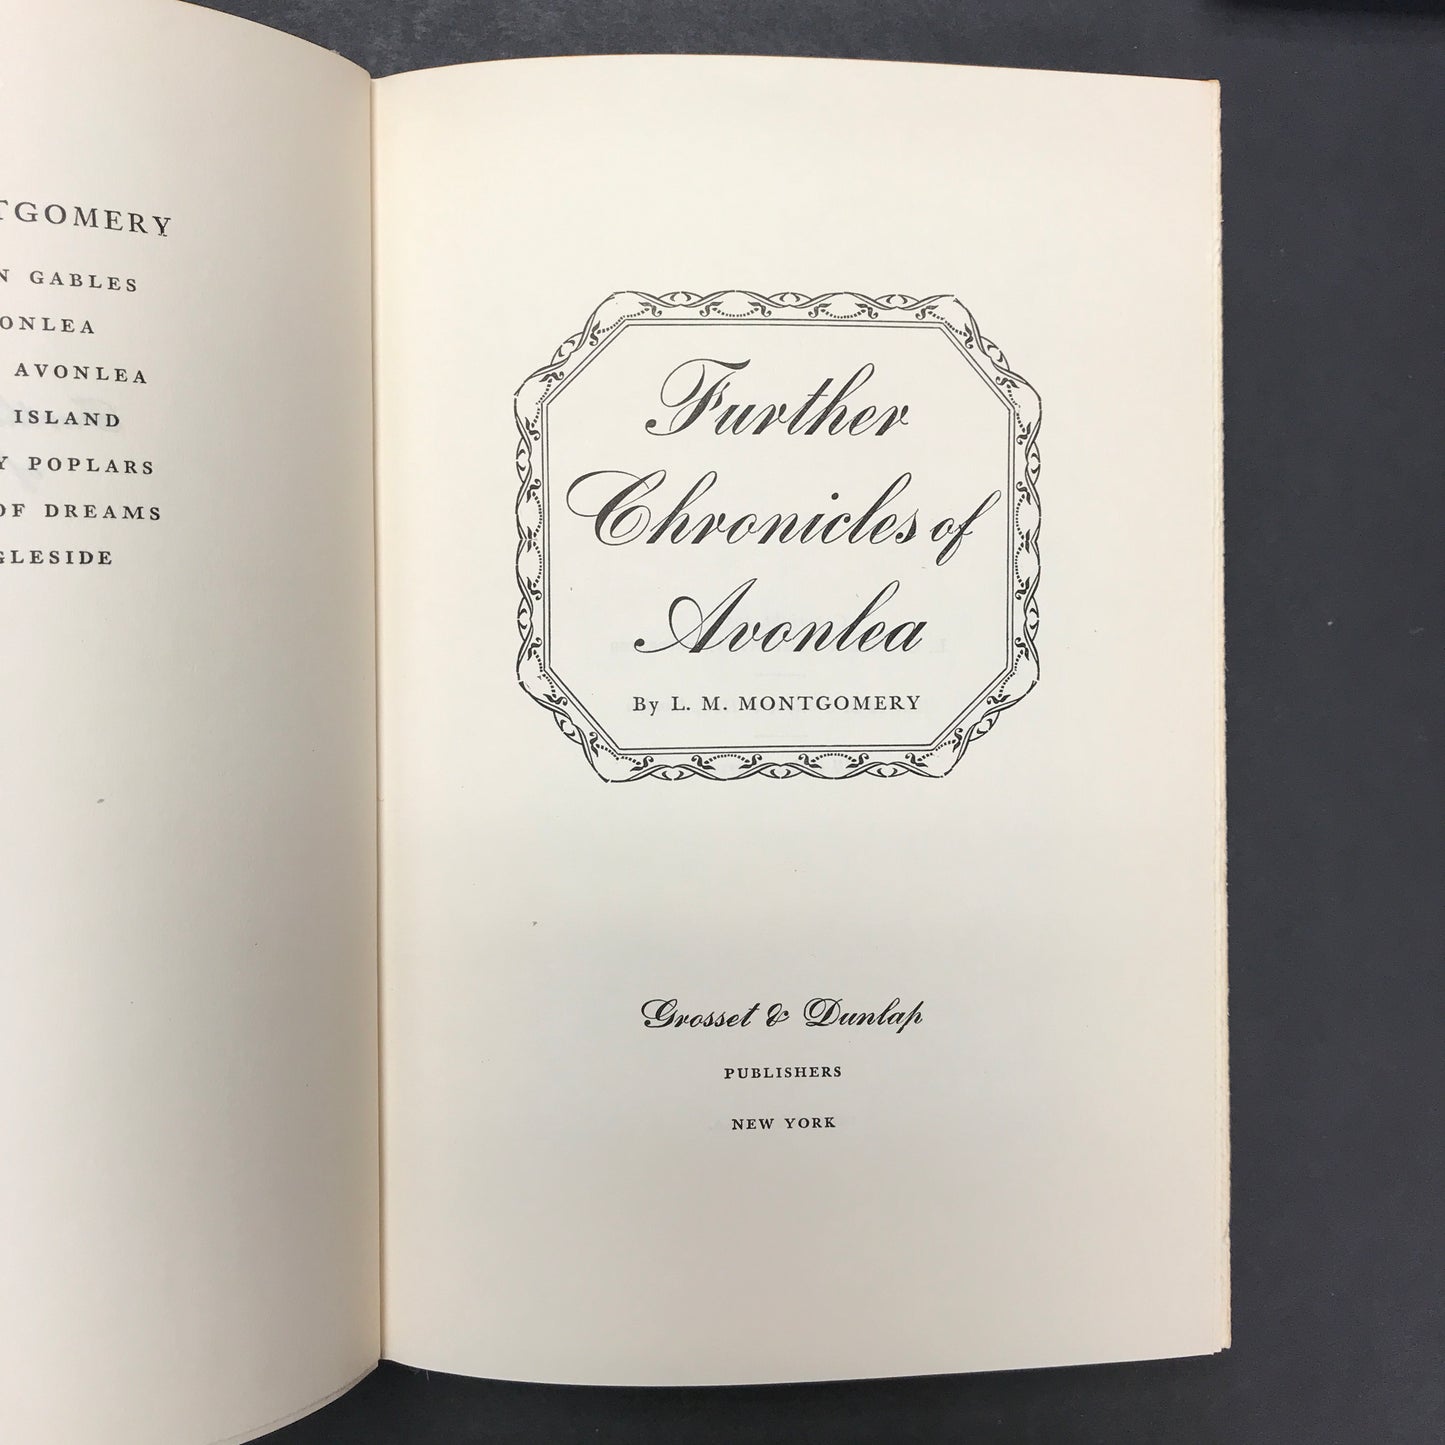 TGOMERY
N GABLES
ONLEA
AVONLEA
ISLAND
Y POPLARS
OF DREAMS
GLESIDE
Further
Chronicles of
Avonlea
By L. M. MONTGOMERY
Grosset & Dunlap
PUBLISHERS
NEW YORK